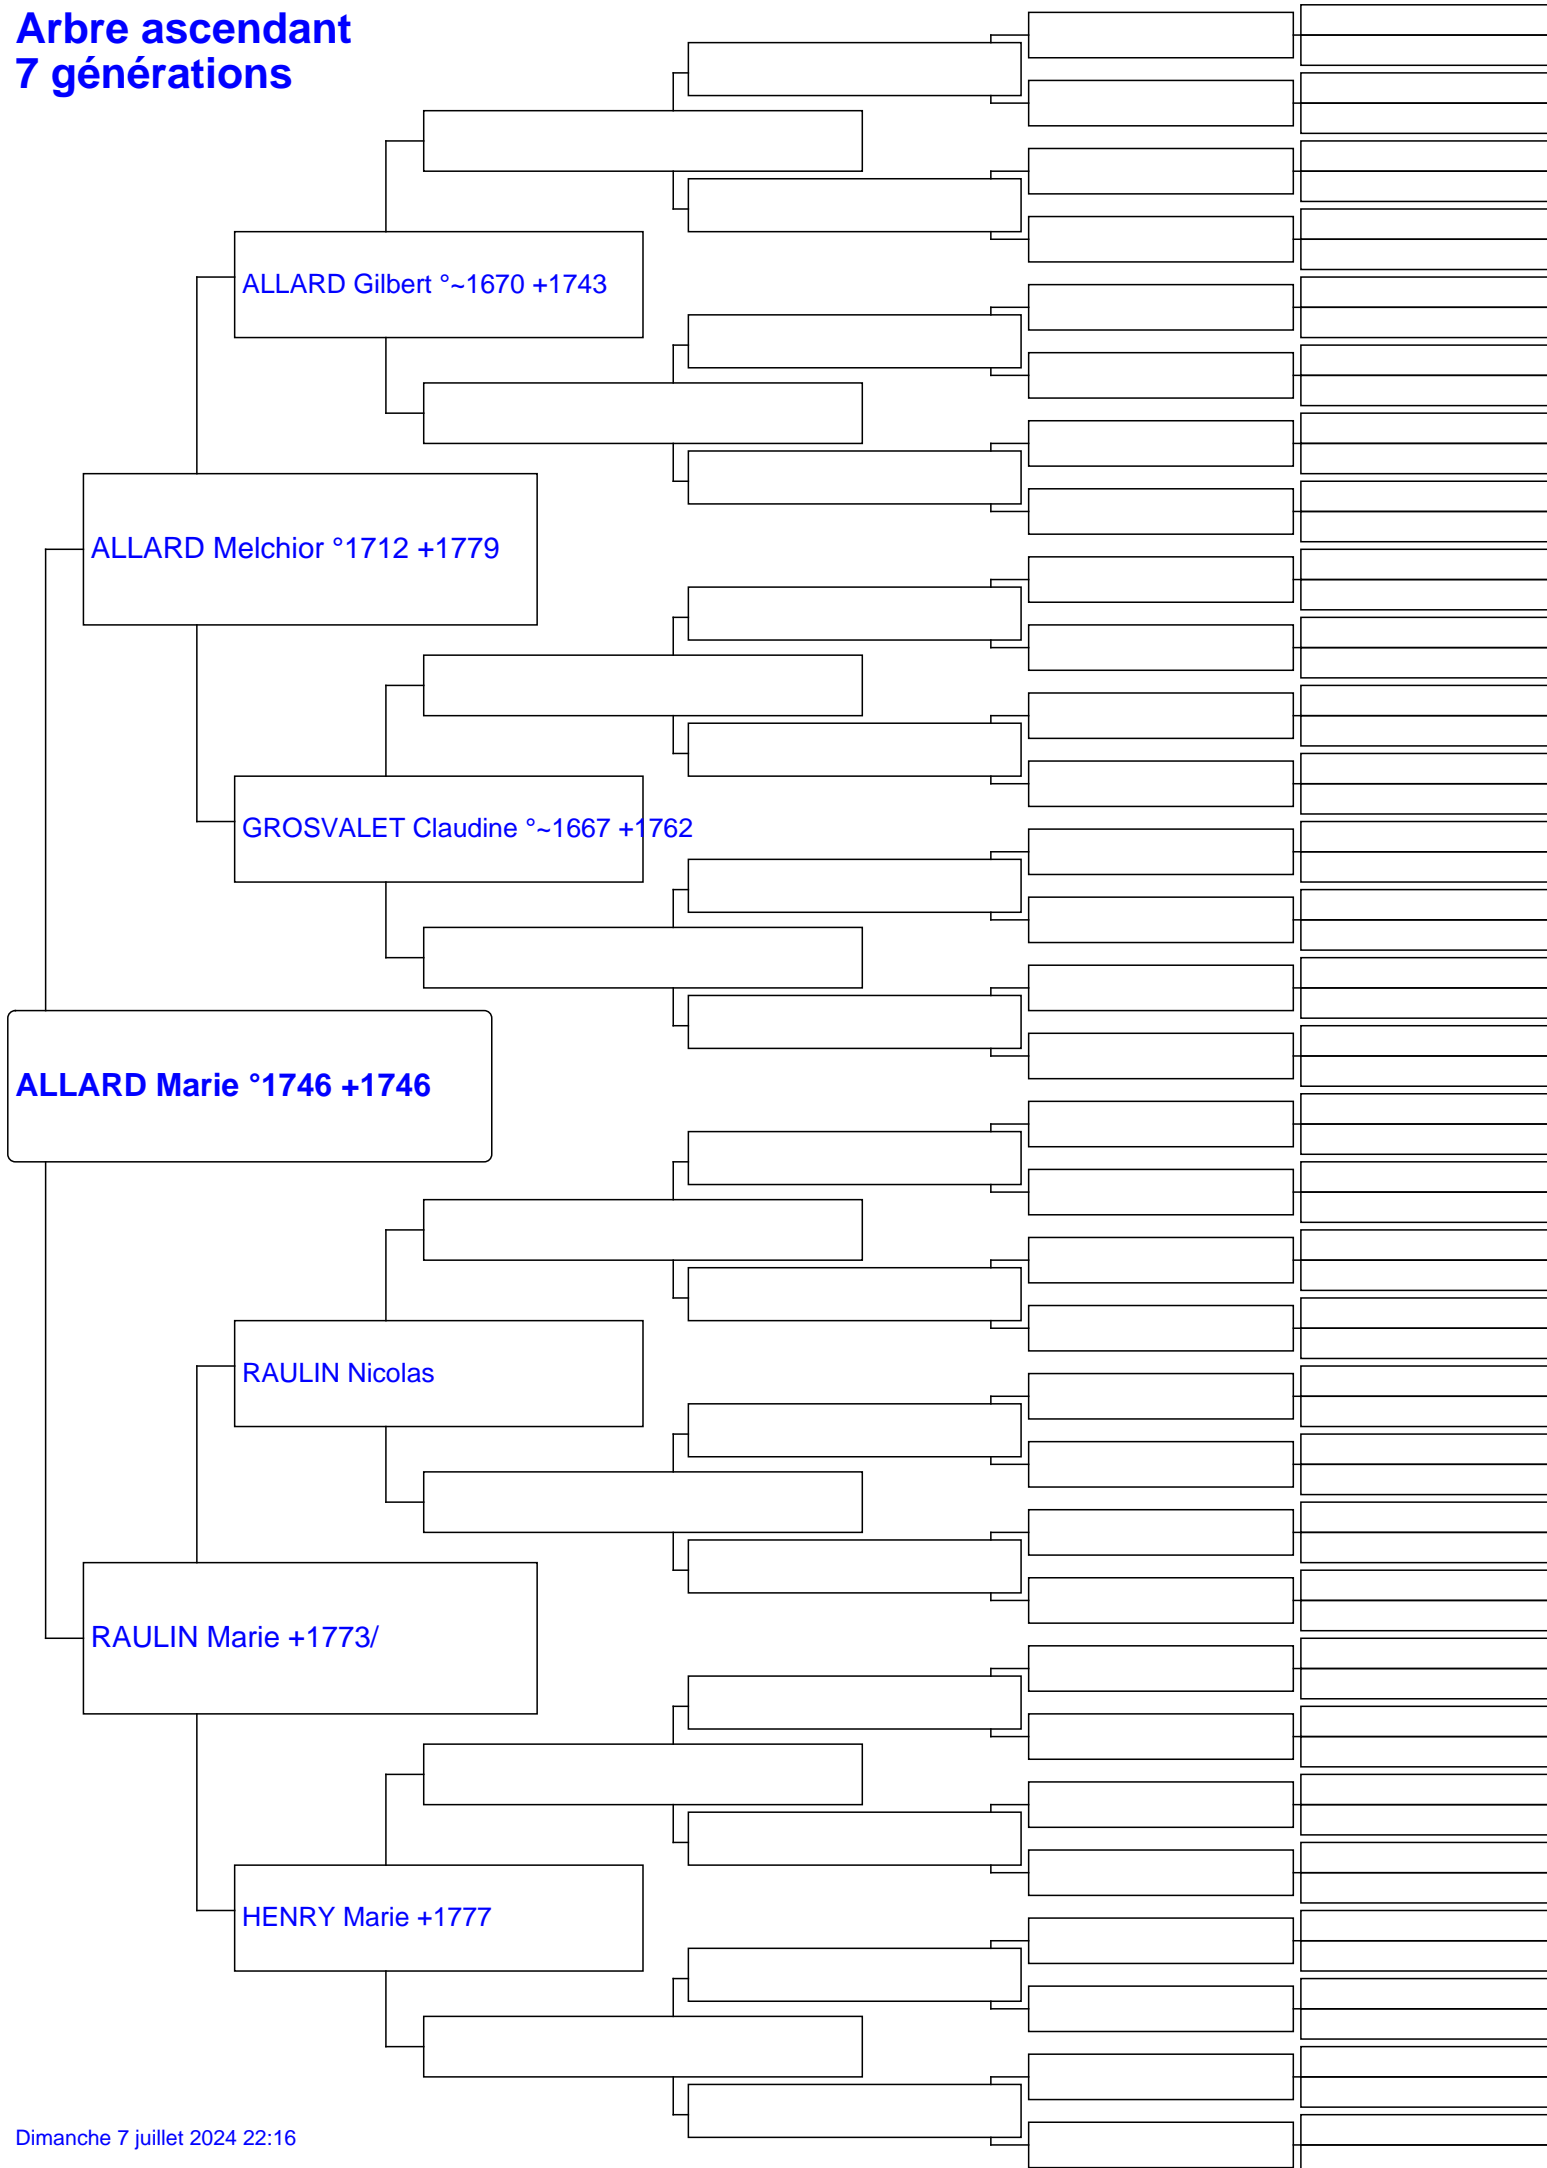 Arbre ascendant
7 générations
ALLARD Gilbert °~1670 +1743
ALLARD Melchior °1712 +1779
GROSVALET Claudine °~1667 +1762
ALLARD Marie °1746 +1746
RAULIN Nicolas
RAULIN Marie +1773/
HENRY Marie +1777
Dimanche 7 juillet 2024 22:16